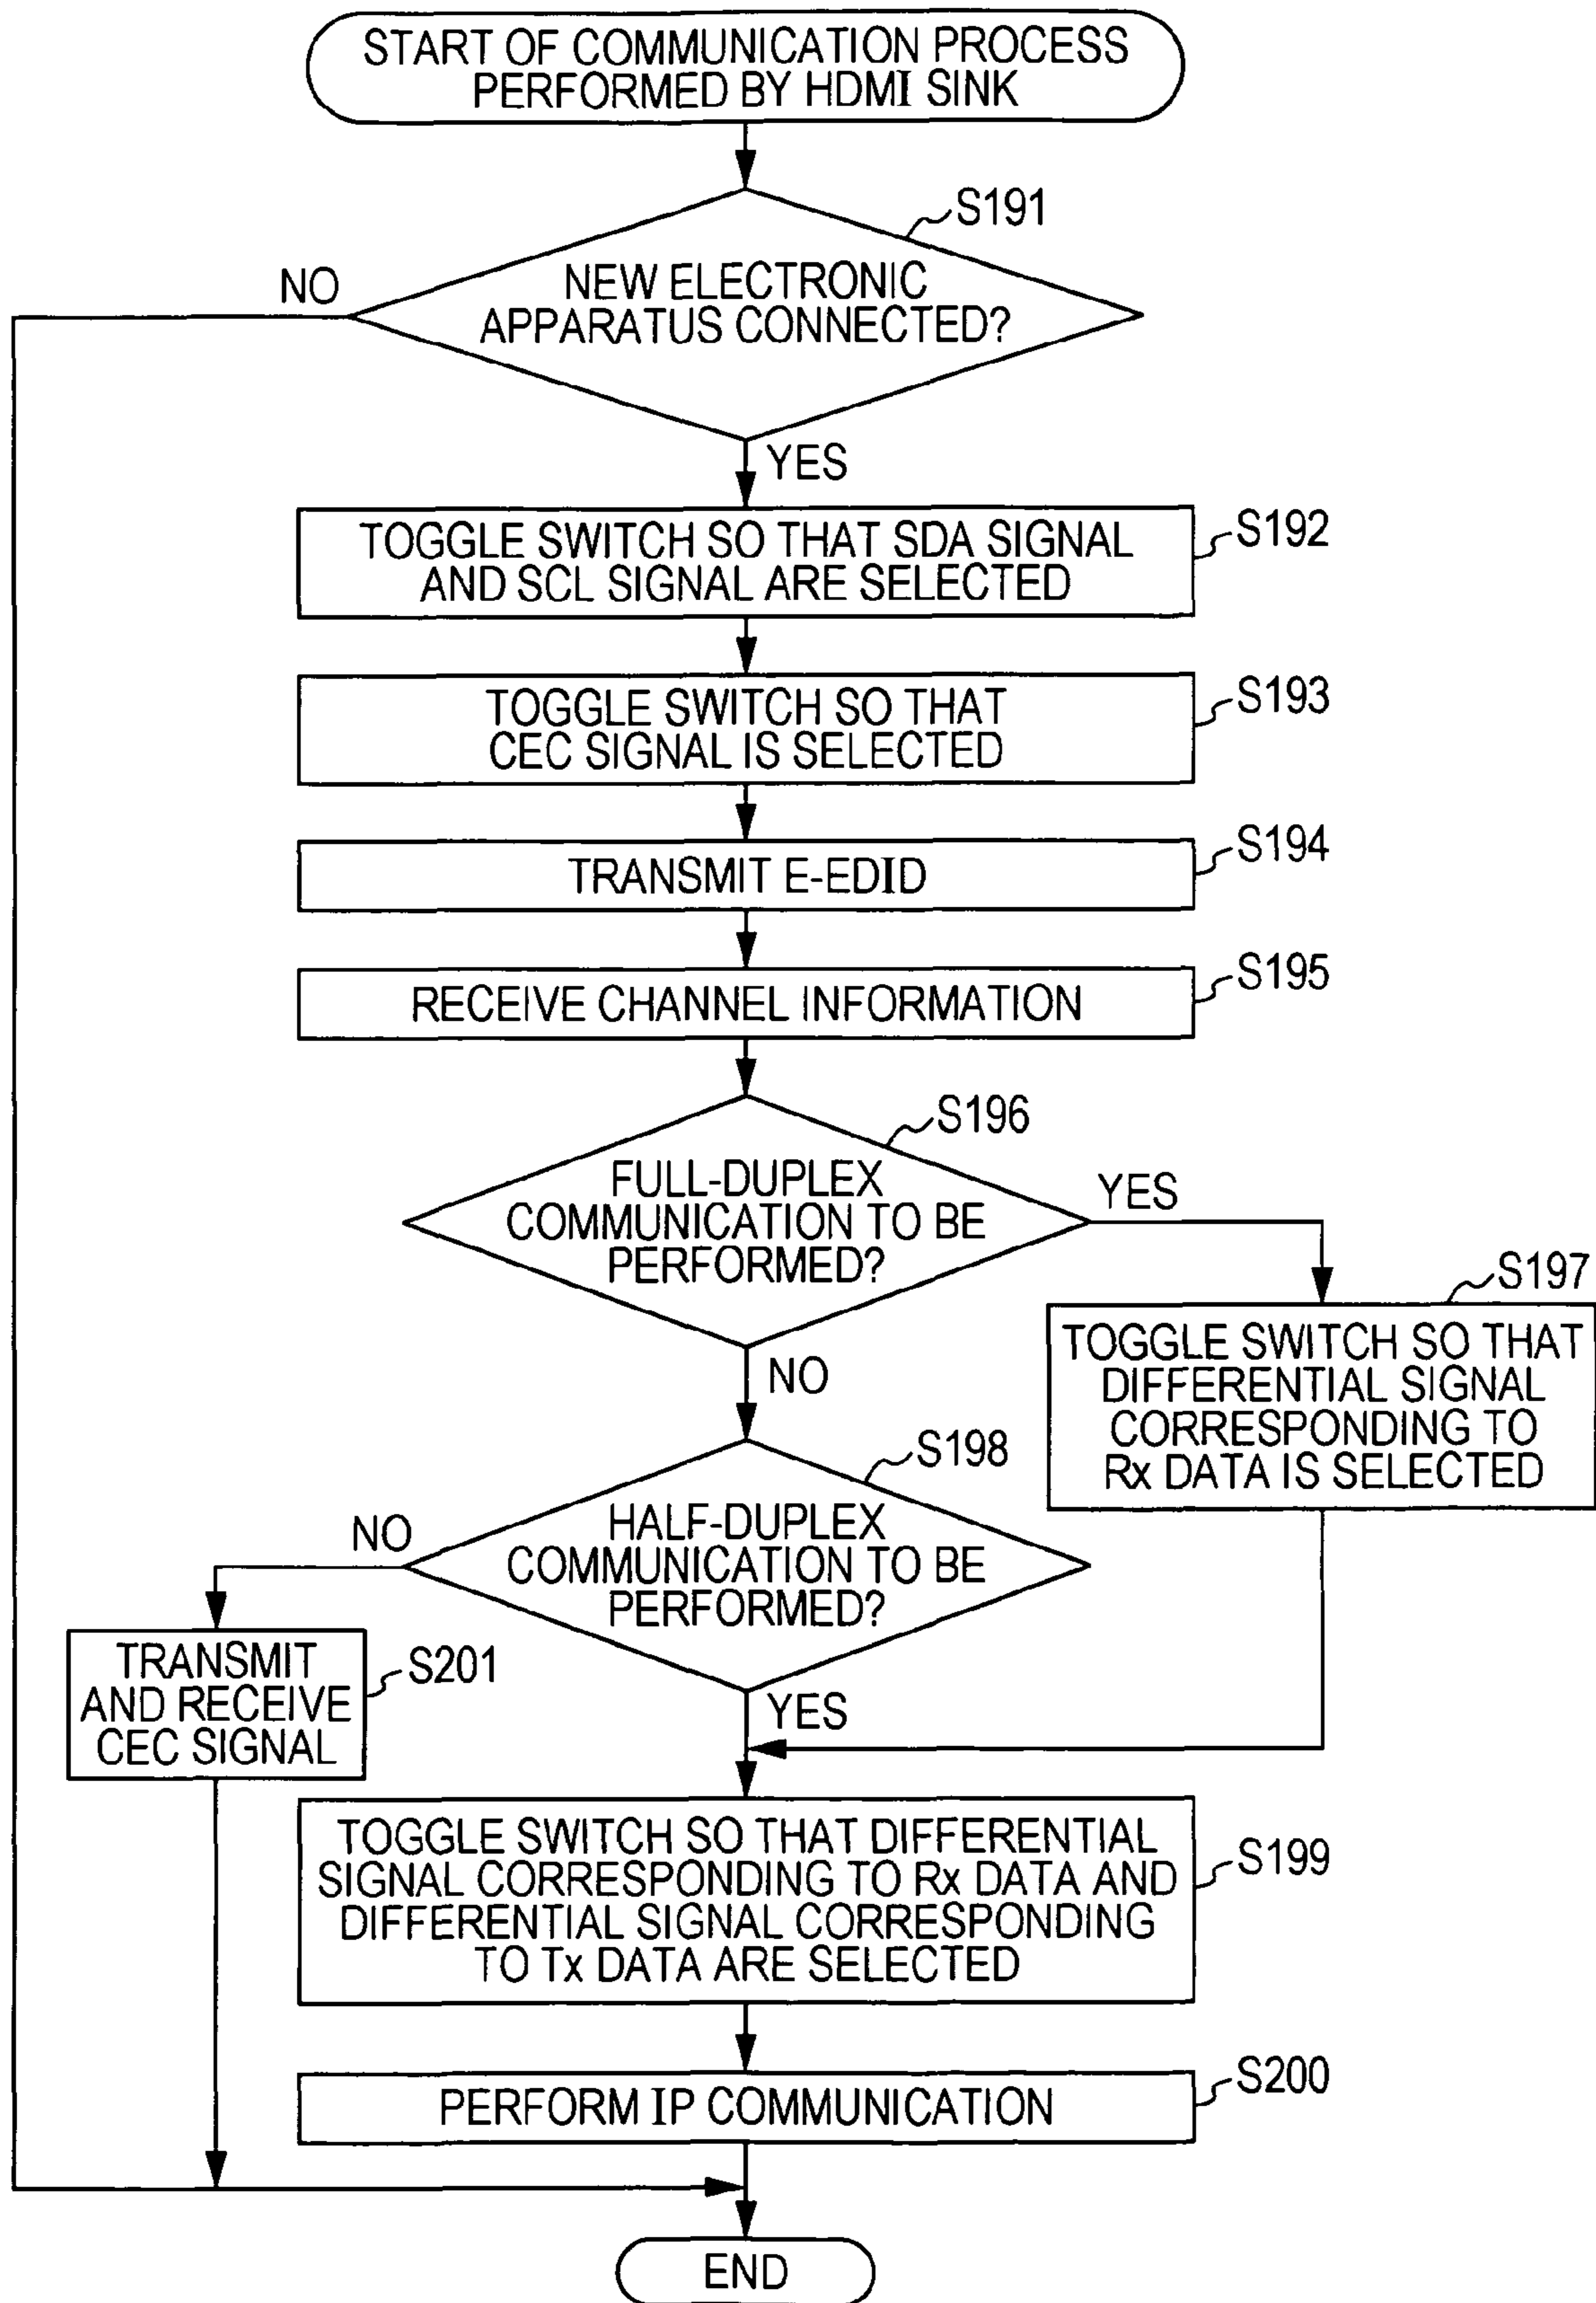 START OF COMMUNICATION PROCESS
PERFORMED BY HDMI SINK
S191
NO
NEW ELECTRONIC
APPARATUS CONNECTED?
YES
TOGGLE SWITCH SO THAT SDA SIGNAL
AND SCL SIGNAL ARE SELECTED
S192
TOGGLE SWITCH SO THAT
CEC SIGNAL IS SELECTED
S193
TRANSMIT E-EDID
S194
RECEIVE CHANNEL INFORMATION
S195
S196
FULL-DUPLEX
COMMUNICATION TO BE
PERFORMED?
YES
S197
TOGGLE SWITCH SO THAT
DIFFERENTIAL SIGNAL
CORRESPONDING TO
Rx DATA IS SELECTED
NO
S198
NO
HALF-DUPLEX
COMMUNICATION TO BE
PERFORMED?
TRANSMIT
AND RECEIVE
CEC SIGNAL
S201
YES
TOGGLE SWITCH SO THAT DIFFERENTIAL
SIGNAL CORRESPONDING TO Rx DATA AND
DIFFERENTIAL SIGNAL CORRESPONDING
TO Tx DATA ARE SELECTED
S199
PERFORM IP COMMUNICATION
S200
END